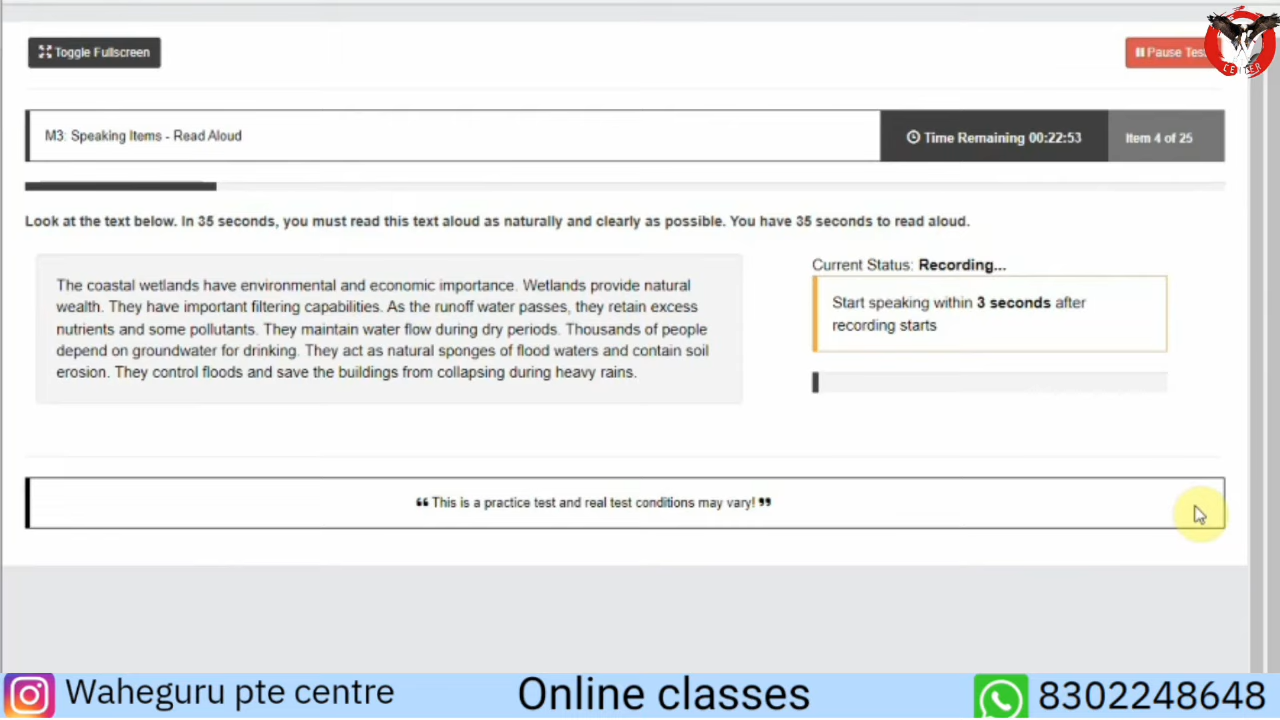 Toggle Fullscreen
Pause Test
CENTER
M3: Speaking Items - Read Aloud
Time Remaining 00:22:53
Item 4 of 25
Look at the text below. In 35 seconds, you must read this text aloud as naturally and clearly as possible. You have 35 seconds to read aloud.
The coastal wetlands have environmental and economic importance. Wetlands provide natural
wealth. They have important filtering capabilities. As the runoff water passes, they retain excess
nutrients and some pollutants. They maintain water flow during dry periods. Thousands of people
depend on groundwater for drinking. They act as natural sponges of flood waters and contain soil
erosion. They control floods and save the buildings from collapsing during heavy rains.
Current Status: Recording...
Start speaking within 3 seconds after
recording starts
❝ This is a practice test and real test conditions may vary! ❞
Waheguru pte centre
Online classes
8302248648